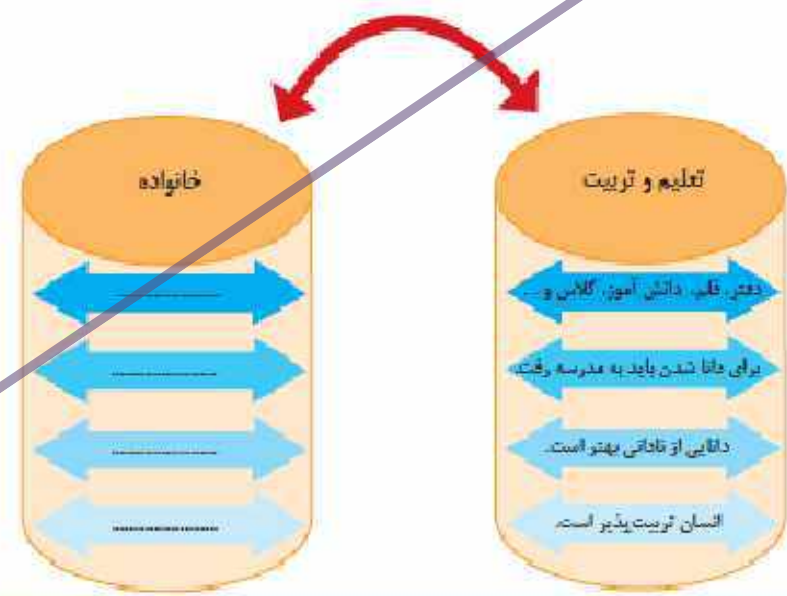 تعلیم و تربیت
دفتر، قلم، دانش آموز، کلاس و ...
برای دانا شدن باید به مدرسه رفت.
دانایی از نادانی بهتر است.
انسان تربیت‌پذیر است.
خانواده
....................
....................
....................
....................